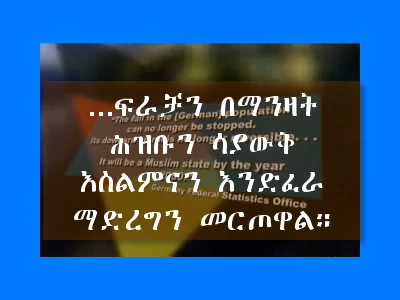 ...ፍራቻን በማንዛት
ሕዝቡን ሳያውቅ
እስልምናን እንድፈራ
ማድረግን መርጠዋል።
"The fall in the [German] population
can no longer be stopped.
It will be a Muslim state by the year
Federal Statistics Office